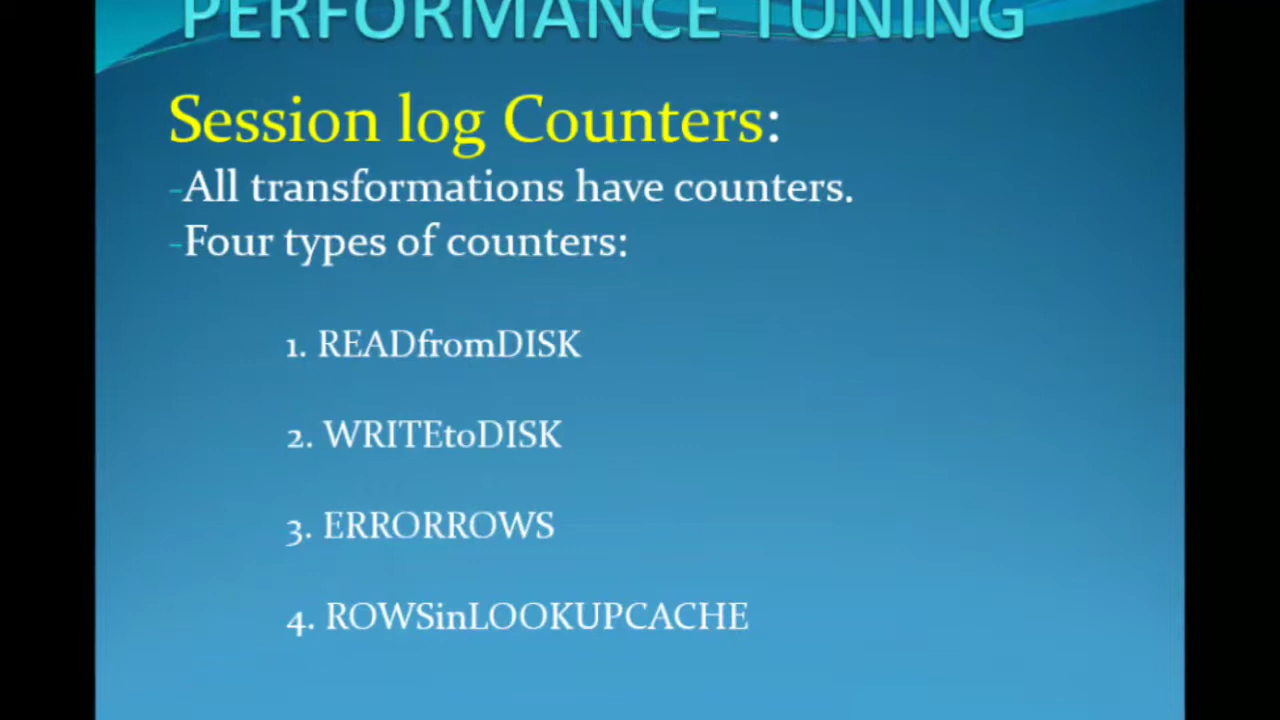 PERFORMANCE TUNING
Session log Counters:
-All transformations have counters.
-Four types of counters:
1. READfromDISK
2. WRITEtoDISK
3. ERRORROWS
4. ROWSinLOOKUPCACHE